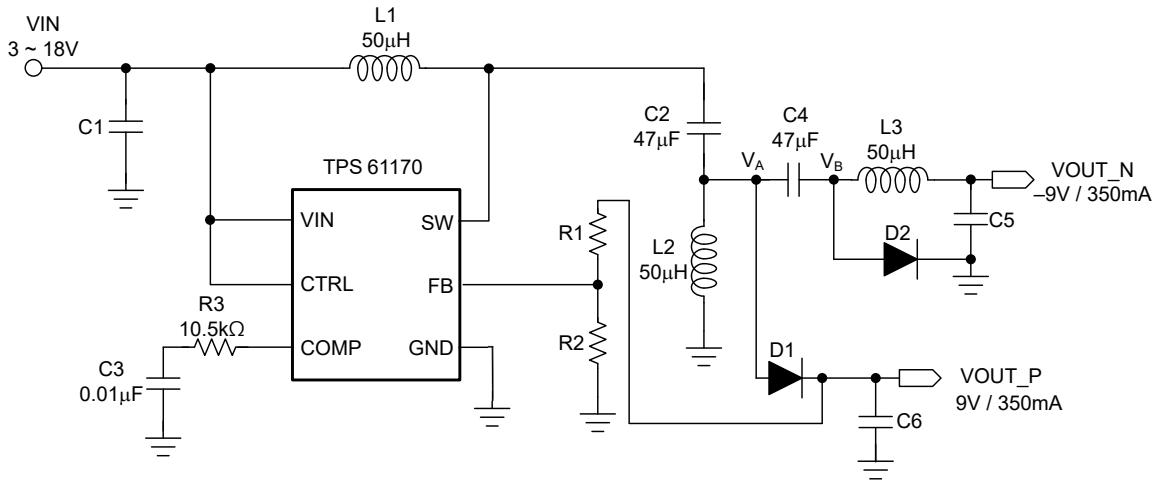 VIN
3 ~ 18V
L1
50µH
C1
TPS 61170
VIN
SW
CTRL
FB
COMP
GND
R3
10.5kΩ
C3
0.01µF
R1
R2
C2
47µF
C4
47µF
L3
50µH
VA
VB
VOUT_N
–9V / 350mA
C5
D2
L2
50µH
D1
VOUT_P
9V / 350mA
C6